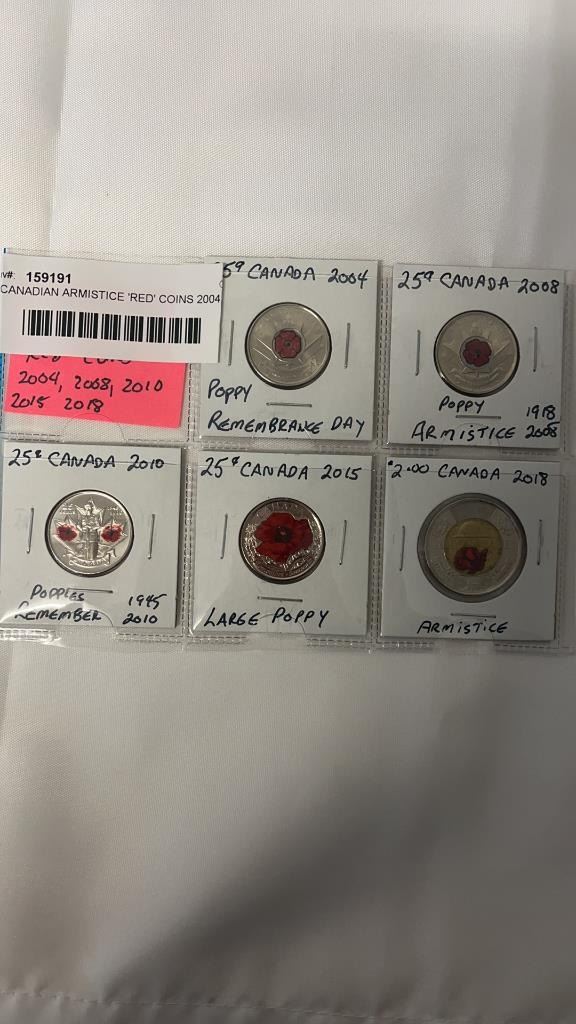 v#: 159191
CANADIAN ARMISTICE 'RED' COINS 2004
2004, 2008, 2010
2015 2018
5¢ CANADA 2004
POPPY
REMEMBRANCE DAY
25¢ CANADA 2008
POPPY 1918
ARMISTICE 2008
25¢ CANADA 2010
POPPIES 1945
REMEMBER 2010
25¢ CANADA 2015
CANADA
LARGE POPPY
$2.00 CANADA 2018
ARMISTICE